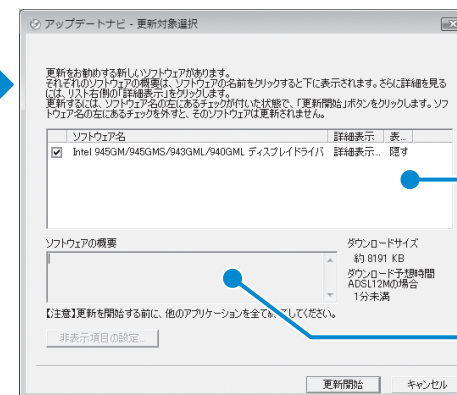 アップデートナビ - 更新対象選択
更新をお勧めする新しいソフトウェアがあります。
それぞれのソフトウェアの概要は、ソフトウェアの名前をクリックすると下に表示されます。さらに詳細を見る
には、リスト右側の「詳細表示」をクリックします。
更新するには、ソフトウェア名の左にあるチェックが付いた状態で、「更新開始」ボタンをクリックします。ソフ
トウェア名の左にあるチェックを外すと、そのソフトウェアは更新されません。
ソフトウェア名 詳細表示 表...
Intel 945GM/945GMS/943GML/940GML ディスプレイドライバ 詳細表示... 隠す
ソフトウェアの概要 ダウンロードサイズ
約 8191 KB
ダウンロード予想時間
ADSL12Mの場合
1分未満
【注意】更新を開始する前に、他のアプリケーションを全て してください。
非表示項目の設定...
更新開始 キャンセル